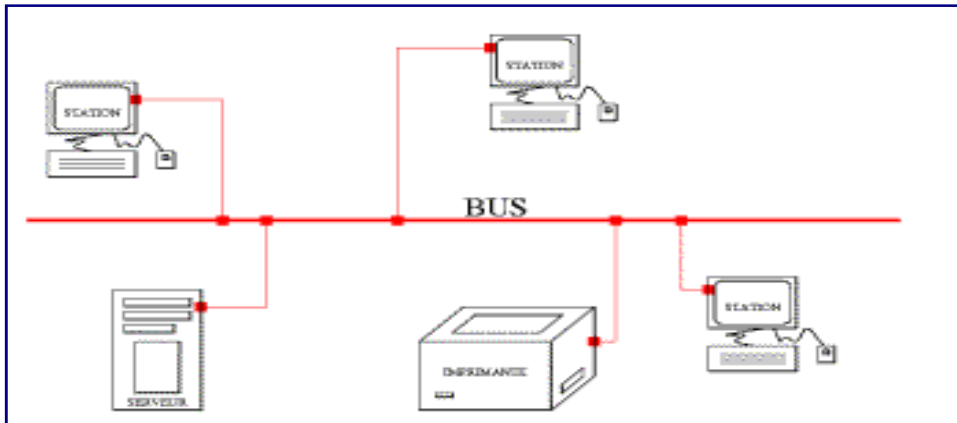 STATION
STATION
BUS
STATION
IMPRIMANTE
SERVEUR